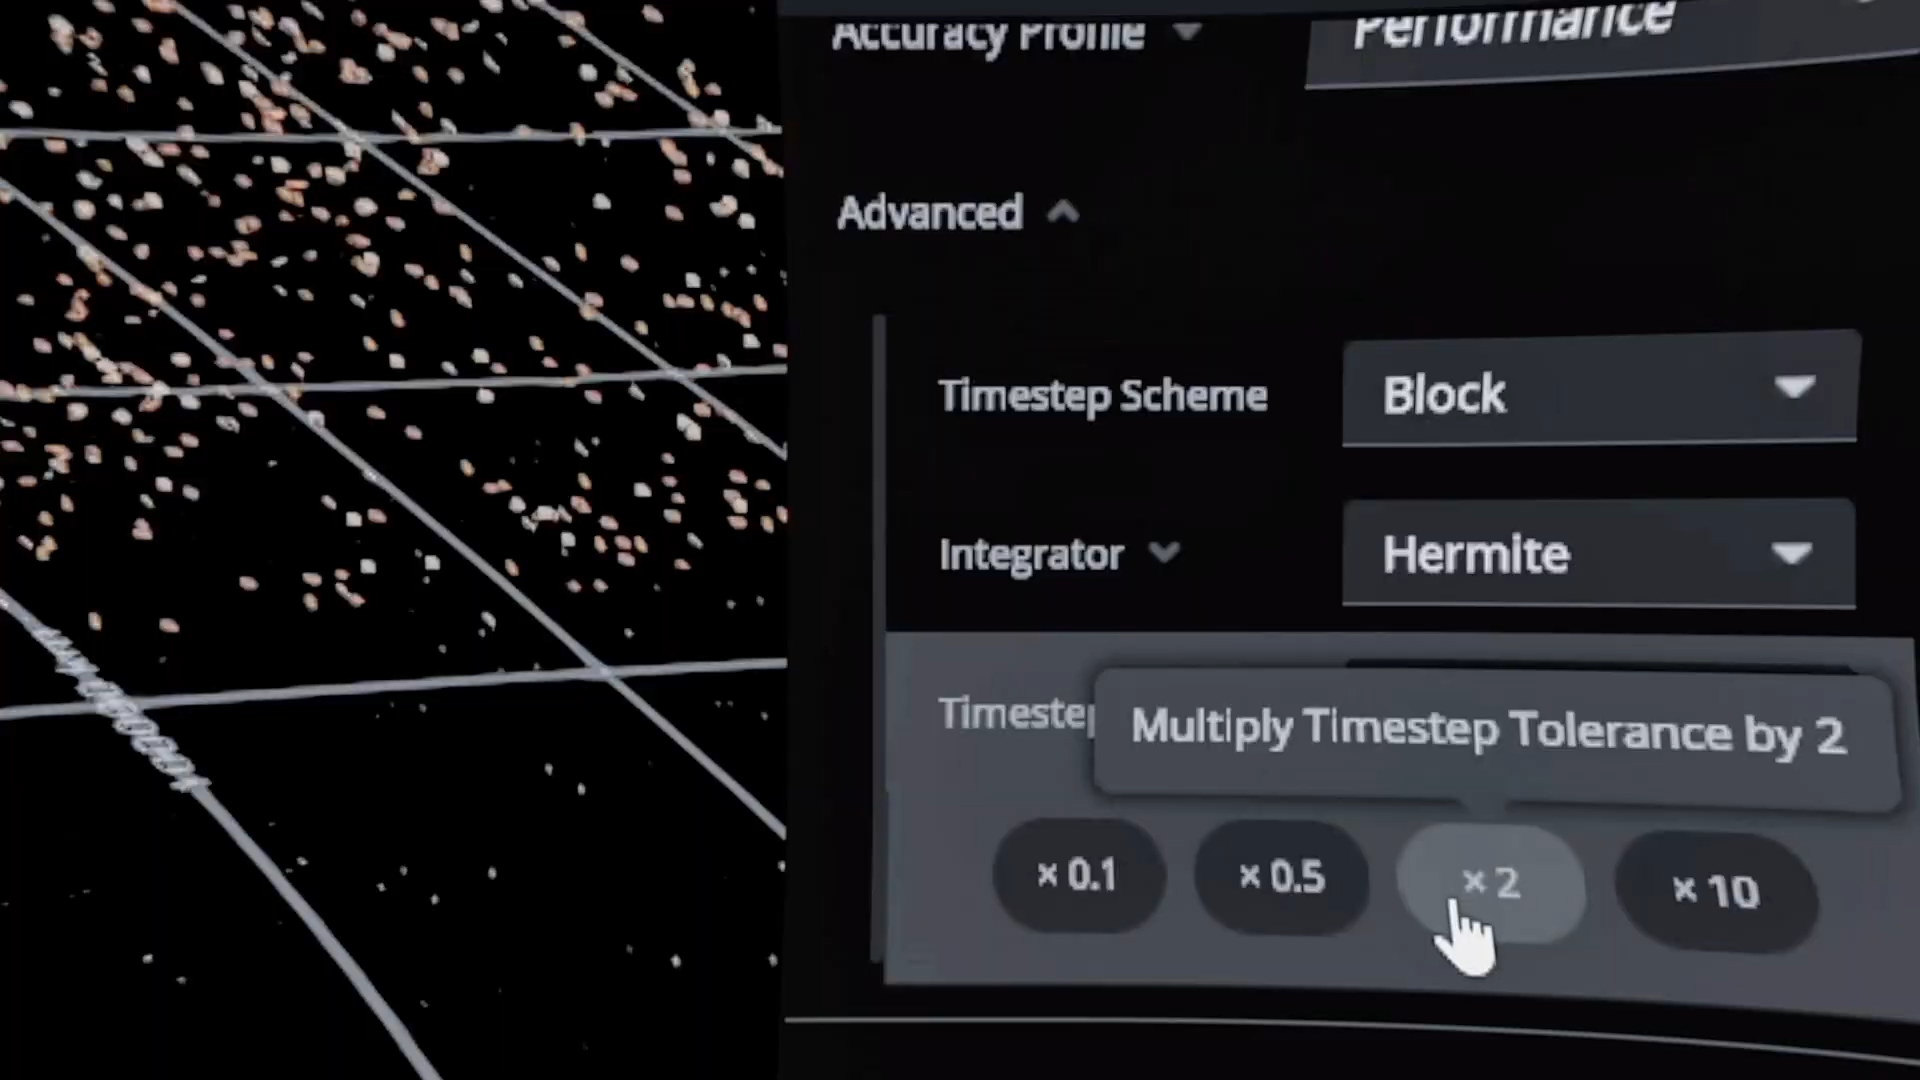 Accuracy Profile
Performance
Advanced
Timestep Scheme
Block
Integrator
Hermite
Multiply Timestep Tolerance by 2
× 0.1
× 0.5
× 2
× 10